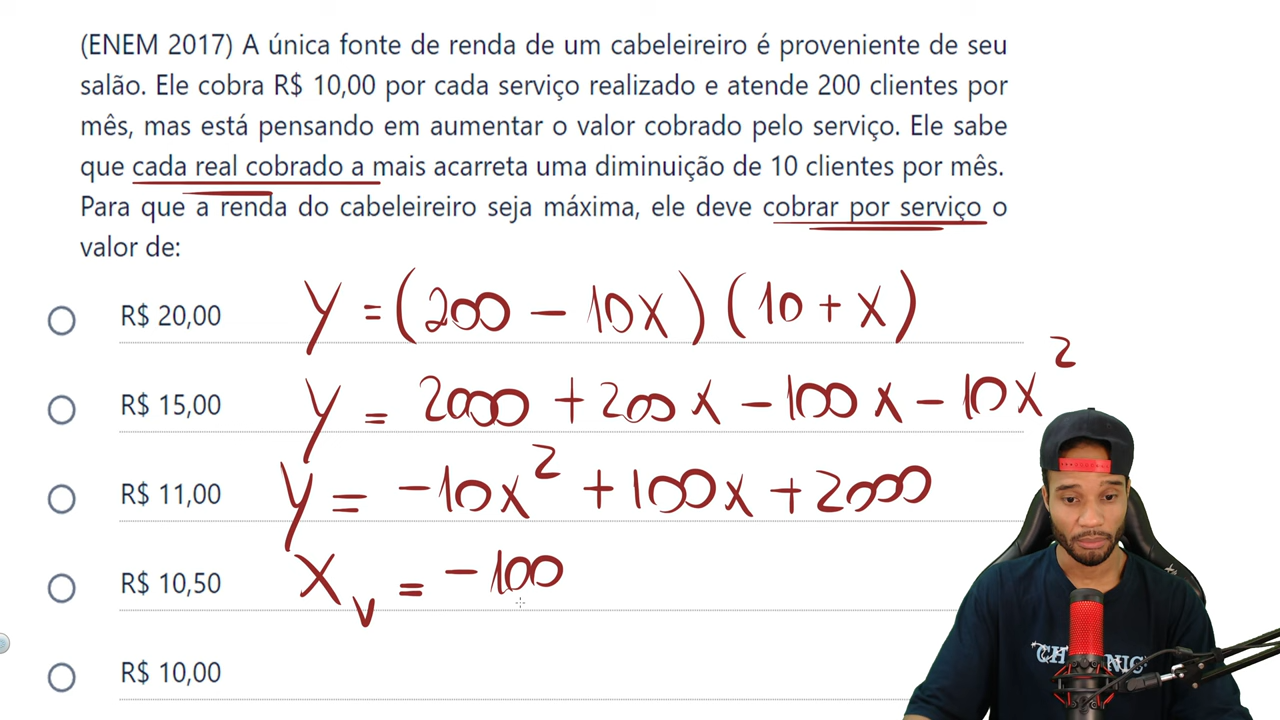 (ENEM 2017) A única fonte de renda de um cabeleireiro é proveniente de seu
salão. Ele cobra R$ 10,00 por cada serviço realizado e atende 200 clientes por
mês, mas está pensando em aumentar o valor cobrado pelo serviço. Ele sabe
que cada real cobrado a mais acarreta uma diminuição de 10 clientes por mês.
Para que a renda do cabeleireiro seja máxima, ele deve cobrar por serviço o
valor de:
R$ 20,00
y = (200 - 10x) (10 + x)
R$ 15,00
y = 2000 + 200x - 100x - 10x²
R$ 11,00
y = -10x² + 100x + 2000
R$ 10,50
Xv = -100
R$ 10,00